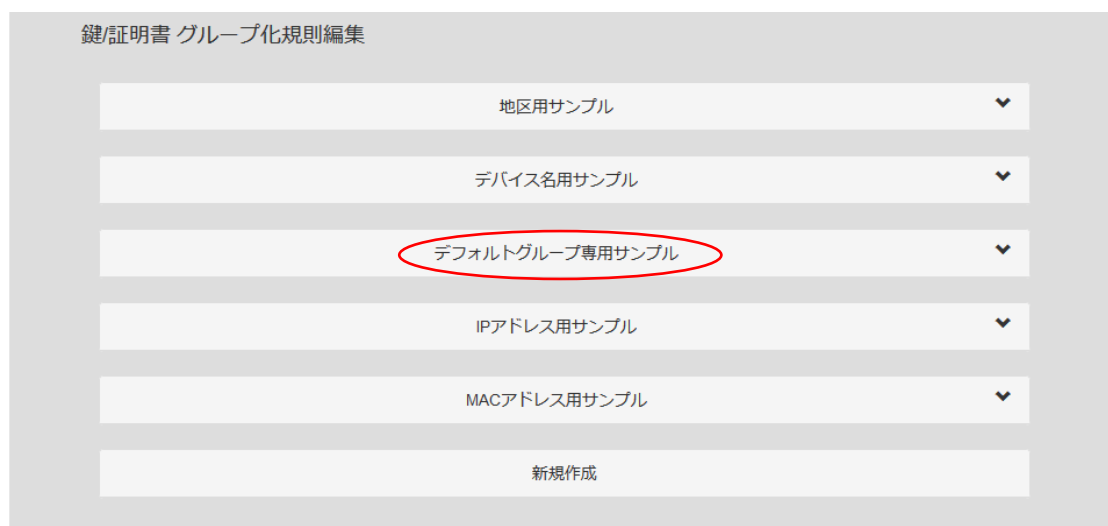 鍵/証明書 グループ化規則編集
地区用サンプル
デバイス名用サンプル
デフォルトグループ専用サンプル
IPアドレス用サンプル
MACアドレス用サンプル
新規作成